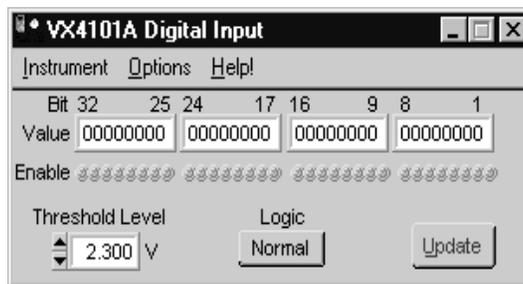 VX4101A Digital Input
Instrument Options Help!
Bit 32 25 24 17 16 9 8 1
Value 00000000 00000000 00000000 00000000
Enable
Threshold Level Logic
2.300 V Normal Update